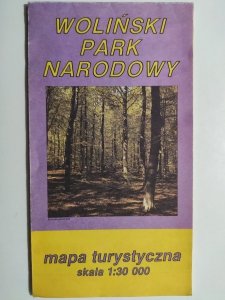 WOLIŃSKI
PARK
NARODOWY
mapa turystyczna
skala 1:30 000